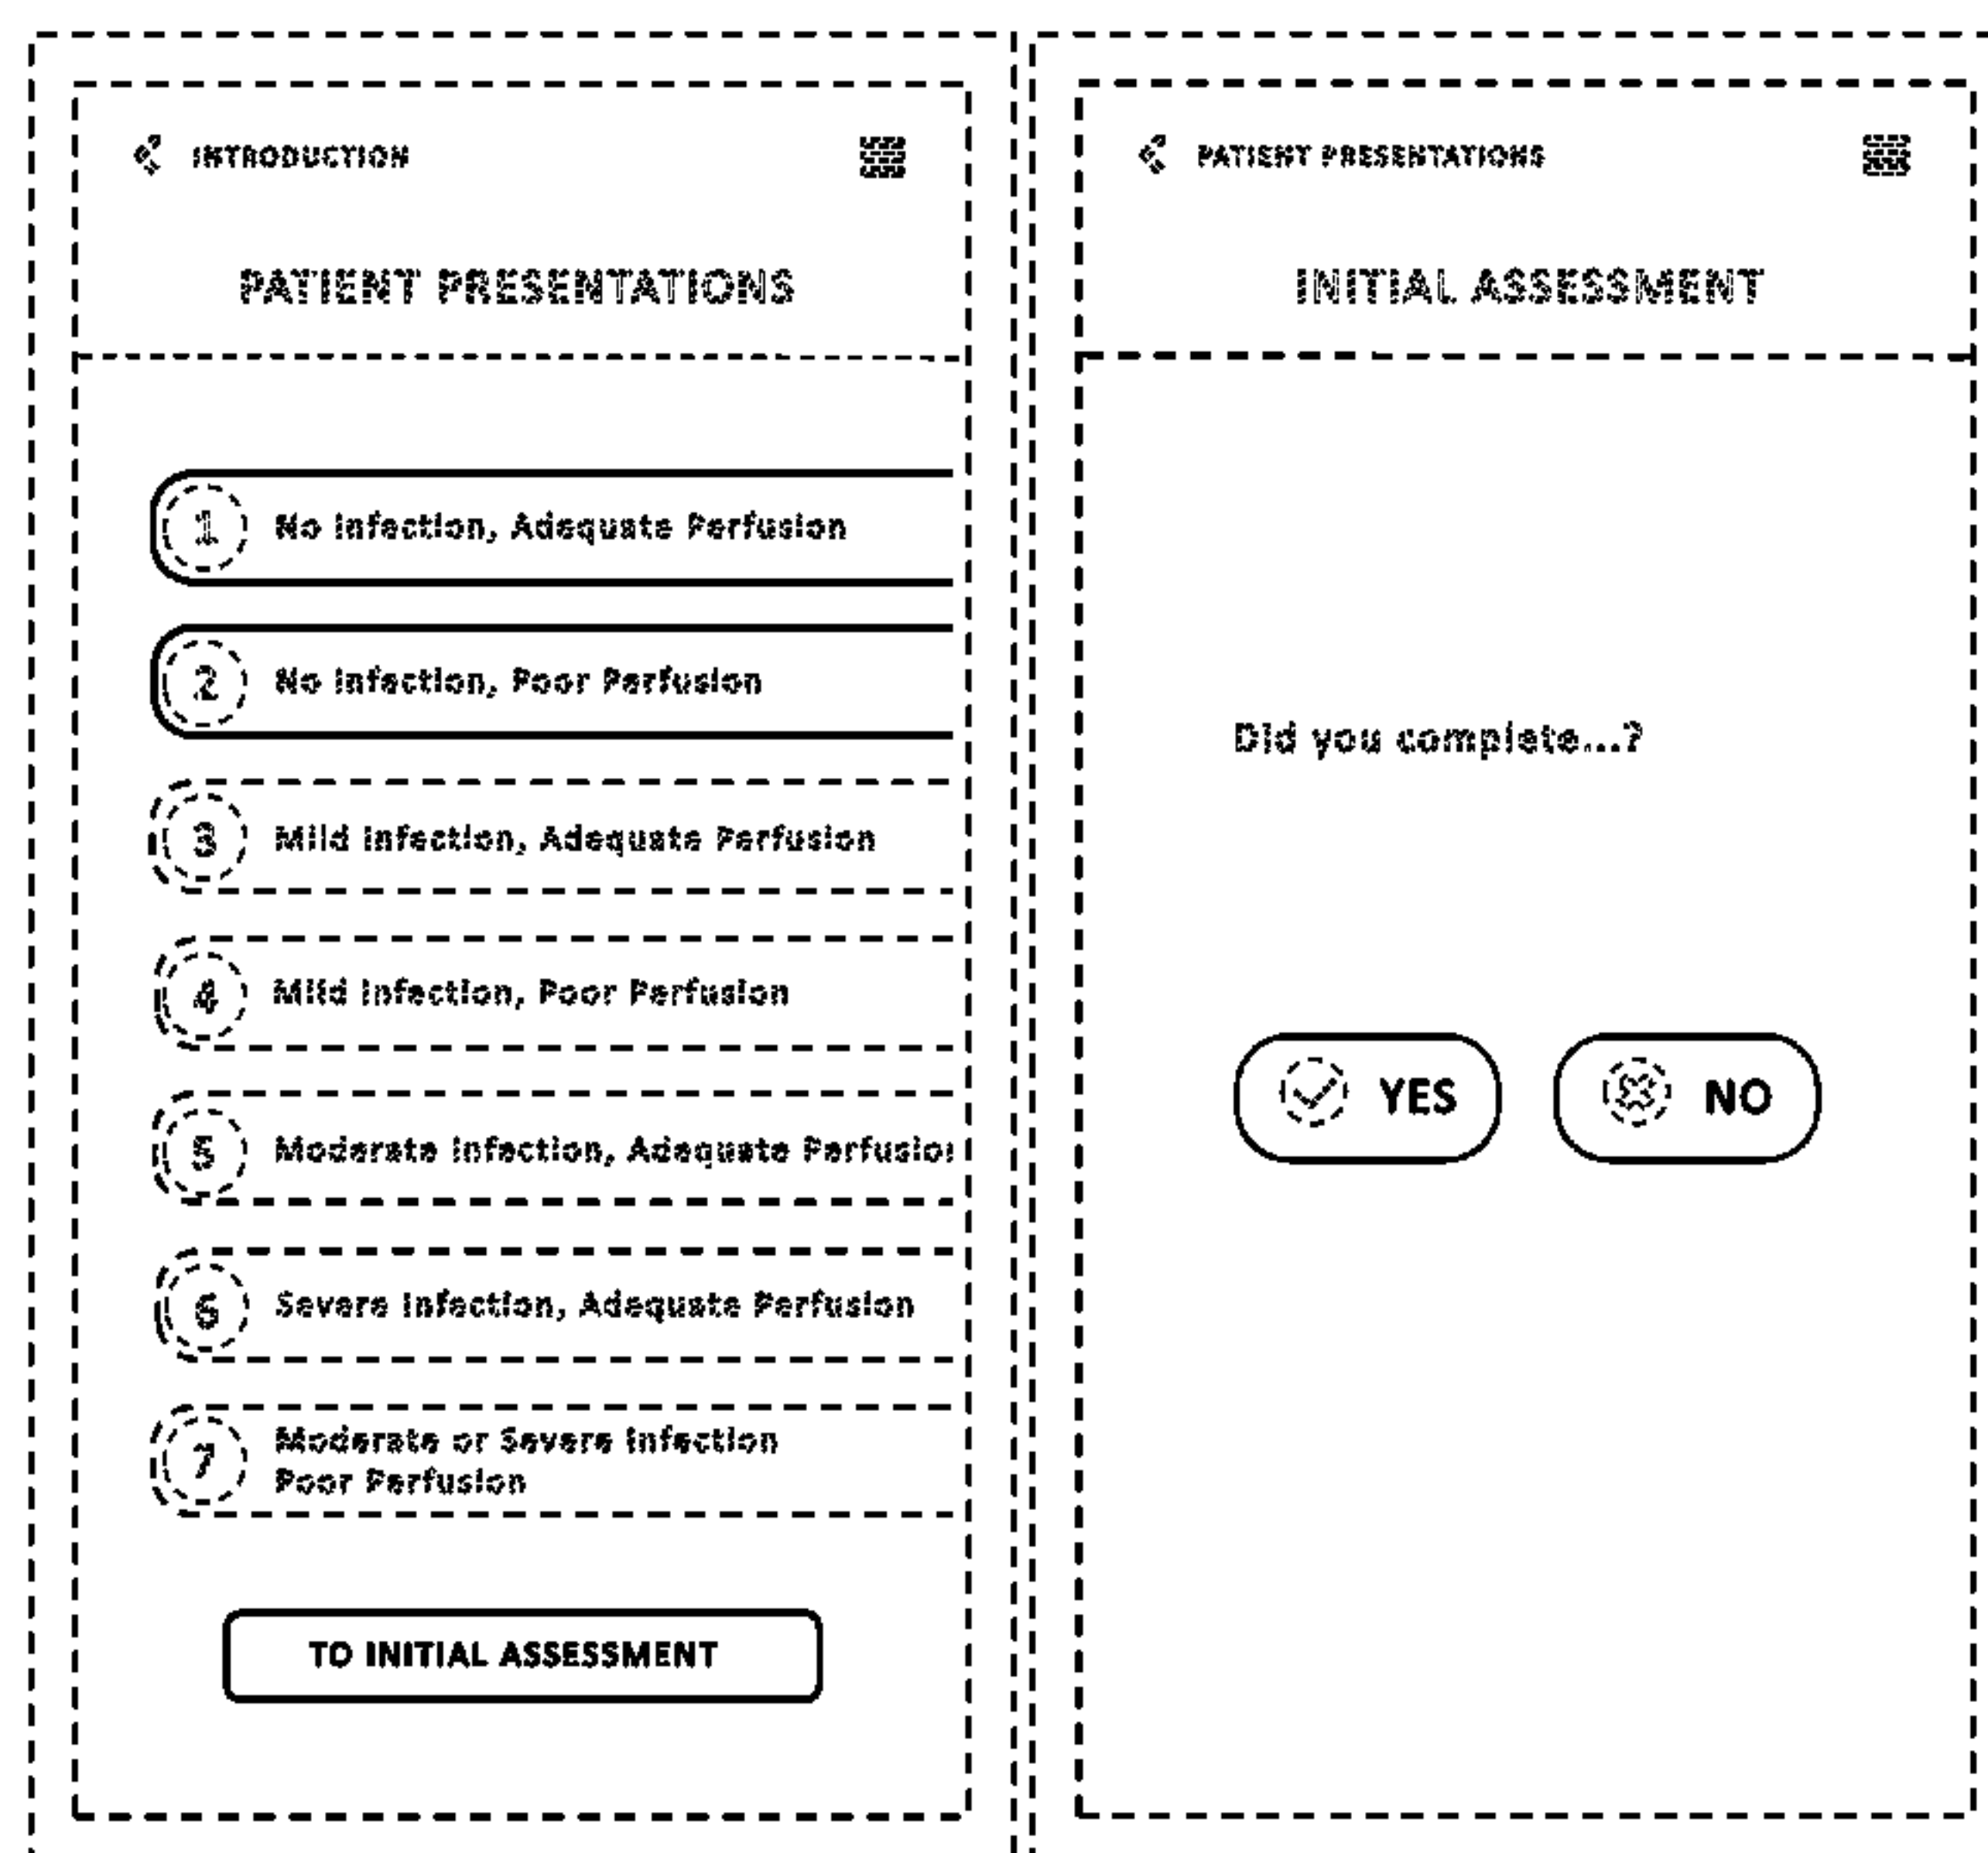 INTRODUCTION
PATIENT PRESENTATIONS
1 No Infection, Adequate Perfusion
2 No Infection, Poor Perfusion
3 Mild Infection, Adequate Perfusion
4 Mild Infection, Poor Perfusion
5 Moderate Infection, Adequate Perfusion
6 Severe Infection, Adequate Perfusion
7 Moderate or Severe Infection
Poor Perfusion
TO INITIAL ASSESSMENT
PATIENT PRESENTATIONS
INITIAL ASSESSMENT
Did you complete...?
YES NO